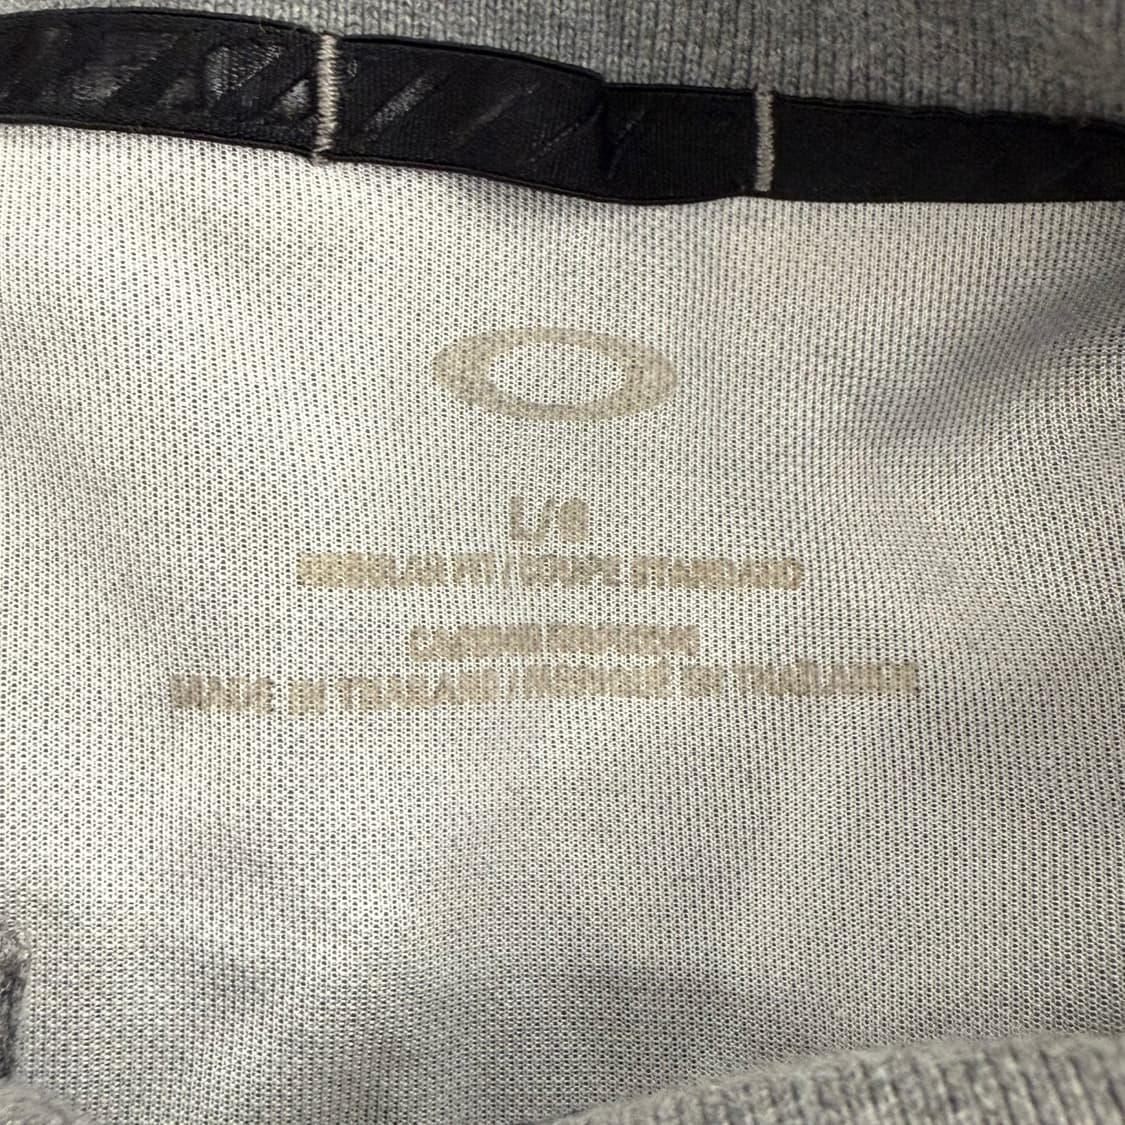 L/G
REGULAR FIT / COUPE STANDARD
MADE IN THAILAND / FABRIQUÉ EN THAÏLANDE